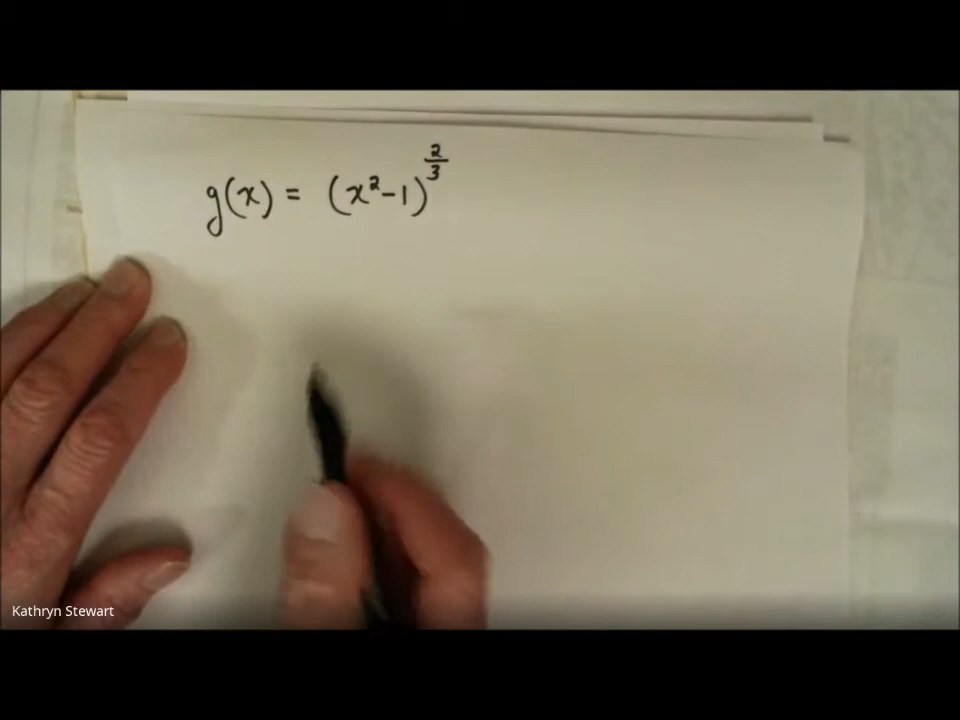 g(x) = (x²-1)^(2/3)
Kathryn Stewart